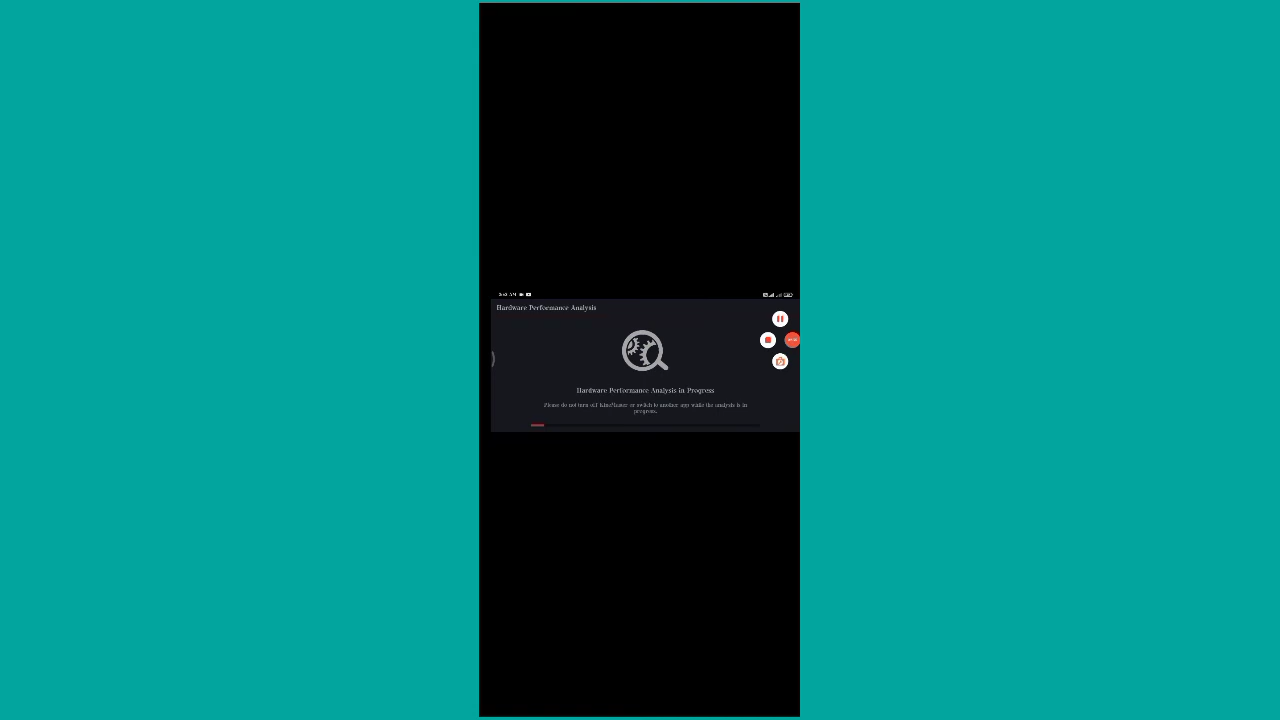 Hardware Performance Analysis
Hardware Performance Analysis in Progress
Please do not turn off KineMaster or switch to another app while the analysis is in
progress.